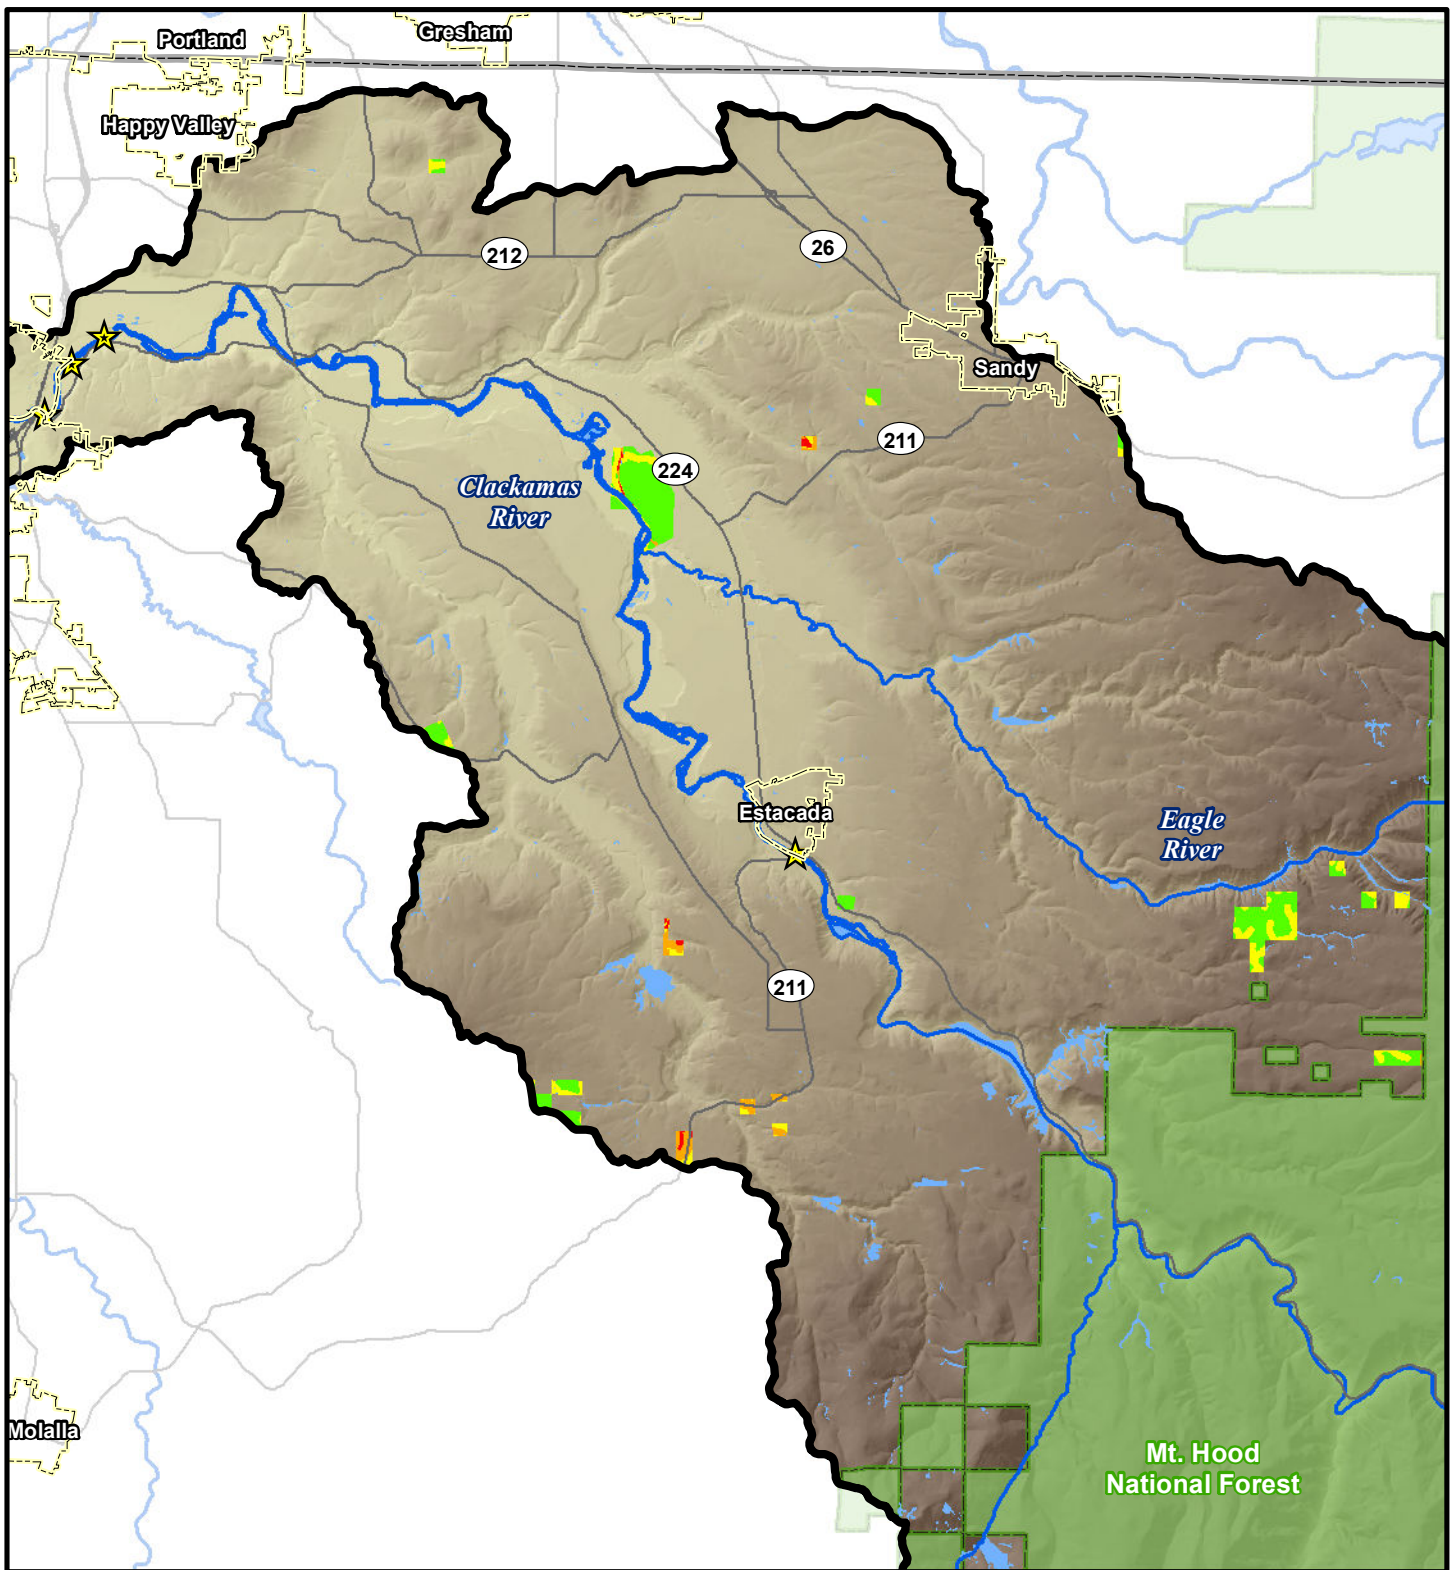 Portland
Gresham
Happy Valley
212
26
Sandy
211
224
Clackamas
River
Estacada
Eagle
River
211
Molalla
Mt. Hood
National Forest